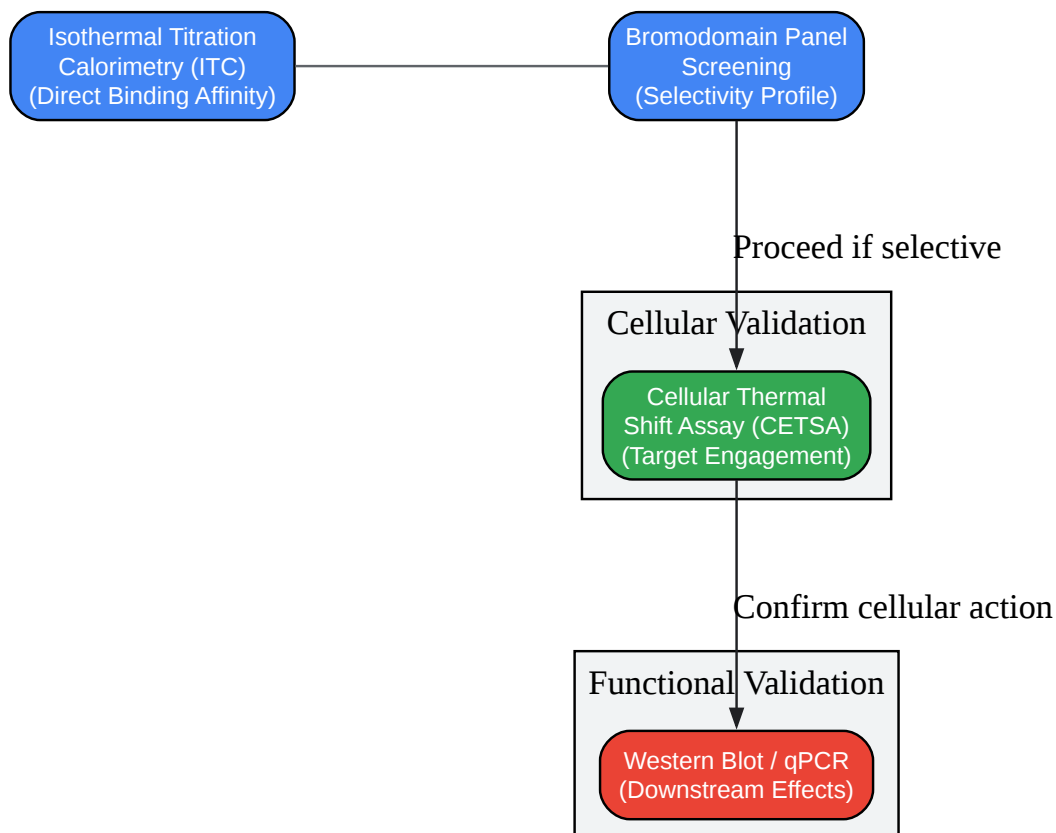 Isothermal Titration
Calorimetry (ITC)
(Direct Binding Affinity)
Bromodomain Panel
Screening
(Selectivity Profile)
Proceed if selective
Cellular Validation
Cellular Thermal
Shift Assay (CETSA)
(Target Engagement)
Confirm cellular action
Functional Validation
Western Blot / qPCR
(Downstream Effects)